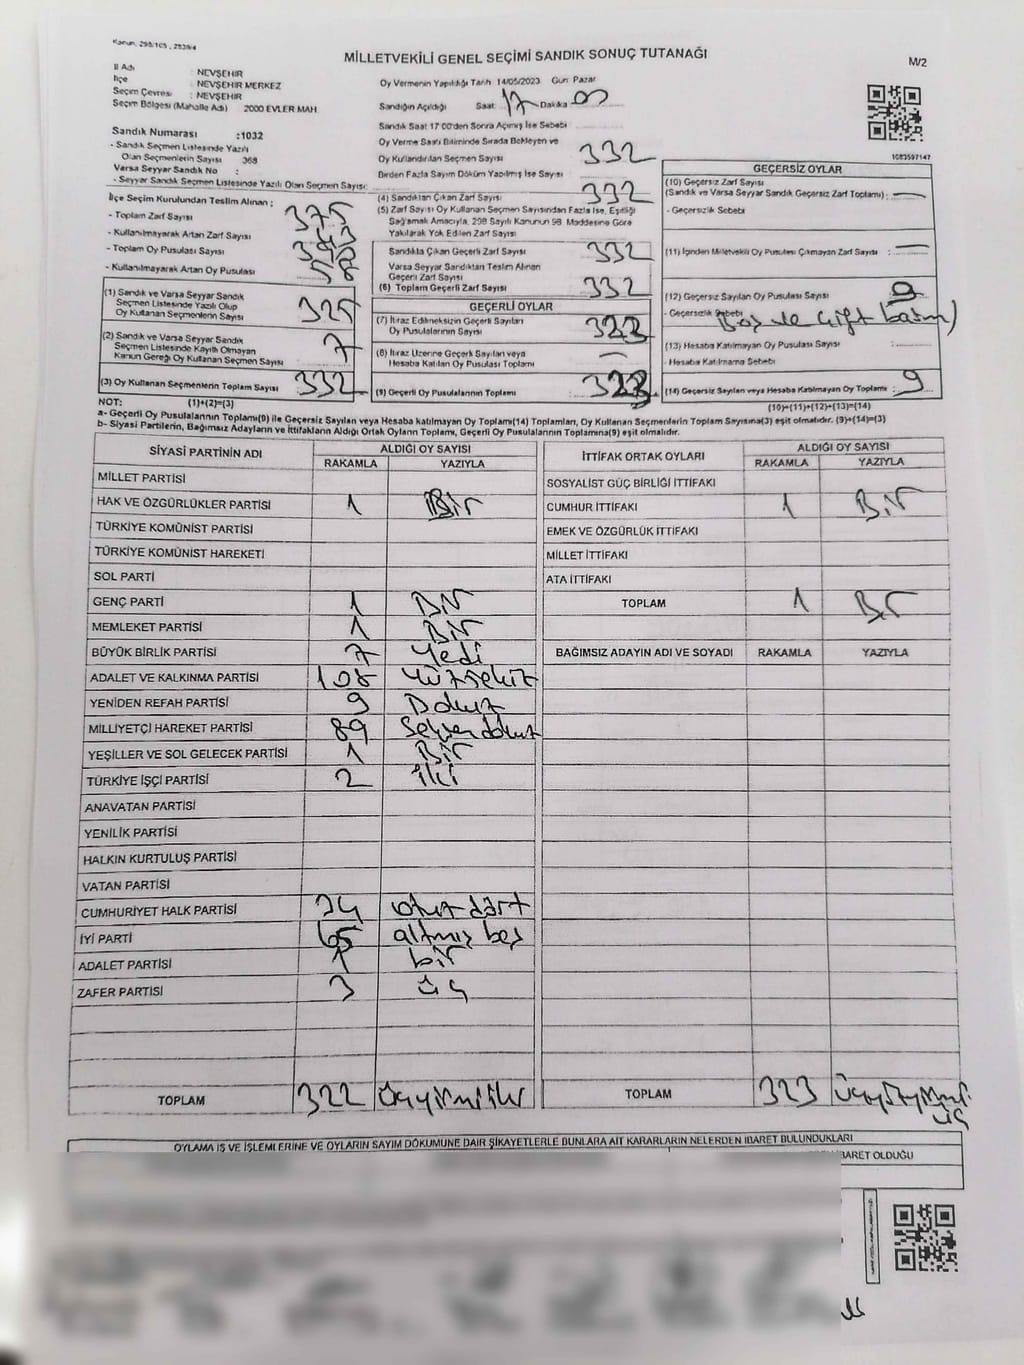 Kanun, 298/105 , 2839/4
MİLLETVEKİLİ GENEL SEÇİMİ SANDIK SONUÇ TUTANAĞI
M/2
İl Adı : NEVŞEHİR
İlçe : NEVŞEHİR MERKEZ
Seçim Çevresi : NEVŞEHİR
Seçim Bölgesi (Mahalle Adı) 2000 EVLER MAH
Sandık Numarası :1032
- Sandık Seçmen Listesinde Yazılı
Olan Seçmenlerin Sayısı 368
Varsa Seyyar Sandık No :
- Seyyar Sandık Seçmen Listesinde Yazılı Olan Seçmen Sayısı:
Oy Vermenin Yapıldığı Tarih 14/05/2023 Gün: Pazar
Sandığın Açıldığı Saat: 17 Dakika 00
Sandık Saat 17:00'den Sonra Açılmış İse Sebebi
Oy Verme Saati Bitiminde Sırada Bekleyen ve
Oy Kullandırılan Seçmen Sayısı 332
Birden Fazla Sayım Döküm Yapılmış İse Sayısı
1083597147
İlçe Seçim Kurulundan Teslim Alınan ;
- Toplam Zarf Sayısı 375
- Kullanılmayarak Artan Zarf Sayısı
- Toplam Oy Pusulası Sayısı
- Kullanılmayarak Artan Oy Pusulası
(1) Sandık ve Varsa Seyyar Sandık
Seçmen Listesinde Yazılı Olup
Oy Kullanan Seçmenlerin Sayısı 325
(2) Sandık ve Varsa Seyyar Sandık
Seçmen Listesinde Kayıtlı Olmayan
Kanun Gereği Oy Kullanan Seçmen Sayısı 7
(3) Oy Kullanan Seçmenlerin Toplam Sayısı 332
(4) Sandıktan Çıkan Zarf Sayısı 332
(5) Zarf Sayısı Oy Kullanan Seçmen Sayısından Fazla İse, Eşitliği
Sağlamak Amacıyla, 298 Sayılı Kanunun 98. Maddesine Göre
Yakılarak Yok Edilen Zarf Sayısı
Sandıkta Çıkan Geçerli Zarf Sayısı 332
Varsa Seyyar Sandıktan Teslim Alınan
Geçerli Zarf Sayısı
(6) Toplam Geçerli Zarf Sayısı 332
GEÇERLİ OYLAR
(7) İtiraz Edilmeksizin Geçerli Sayılan
Oy Pusulalarının Sayısı 323
(8) İtiraz Üzerine Geçerli Sayılan veya
Hesaba Katılan Oy Pusulası Toplamı —
(9) Geçerli Oy Pusulalarının Toplamı 323
GEÇERSİZ OYLAR
(10) Geçersiz Zarf Sayısı
(Sandık ve Varsa Seyyar Sandık Geçersiz Zarf Toplamı) : —
- Geçersizlik Sebebi
(11) İçinden Milletvekili Oy Pusulası Çıkmayan Zarf Sayısı : —
(12) Geçersiz Sayılan Oy Pusulası Sayısı : 9
- Geçersizlik Sebebi Boş ve çift basım)
(13) Hesaba Katılmayan Oy Pusulası Sayısı :
- Hesaba Katılmama Sebebi
(14) Geçersiz Sayılan veya Hesaba Katılmayan Oy Toplamı : 9
NOT: (1)+(2)=(3) (10)+(11)+(12)+(13)=(14)
a- Geçerli Oy Pusulalarının Toplamı(9) ile Geçersiz Sayılan veya Hesaba katılmayan Oy Toplamı(14) Toplamları, Oy Kullanan Seçmenlerin Toplam Sayısına(3) eşit olmalıdır. (9)+(14)=(3)
b- Siyasi Partilerin, Bağımsız Adayların ve İttifakların Aldığı Ortak Oyların Toplamı, Geçerli Oy Pusulalarının Toplamına(9) eşit olmalıdır.
SİYASİ PARTİNİN ADI ALDIĞI OY SAYISI
RAKAMLA YAZIYLA
MİLLET PARTİSİ
HAK VE ÖZGÜRLÜKLER PARTİSİ 1 Bir
TÜRKİYE KOMÜNİST PARTİSİ
TÜRKİYE KOMÜNİST HAREKETİ
SOL PARTİ
GENÇ PARTİ 1 Bir
MEMLEKET PARTİSİ 1 Bir
BÜYÜK BİRLİK PARTİSİ 7 Yedi
ADALET VE KALKINMA PARTİSİ 108 Yüzsekiz
YENİDEN REFAH PARTİSİ 9 Dokuz
MİLLİYETÇİ HAREKET PARTİSİ 89 Seksendokuz
YEŞİLLER VE SOL GELECEK PARTİSİ 1 Bir
TÜRKİYE İŞÇİ PARTİSİ 2 İki
ANAVATAN PARTİSİ
YENİLİK PARTİSİ
HALKIN KURTULUŞ PARTİSİ
VATAN PARTİSİ
CUMHURİYET HALK PARTİSİ 34 otuz dört
İYİ PARTİ 65 altmış beş
ADALET PARTİSİ 1 bir
ZAFER PARTİSİ 3 üç
TOPLAM 322 üçyirmiiki
İTTİFAK ORTAK OYLARI ALDIĞI OY SAYISI
RAKAMLA YAZIYLA
SOSYALİST GÜÇ BİRLİĞİ İTTİFAKI
CUMHUR İTTİFAKI 1 Bir
EMEK VE ÖZGÜRLÜK İTTİFAKI
MİLLET İTTİFAKI
ATA İTTİFAKI
TOPLAM 1 Bir
BAĞIMSIZ ADAYIN ADI VE SOYADI RAKAMLA YAZIYLA
TOPLAM 323 üçyüzyirmi
üç
OYLAMA İŞ VE İŞLEMLERİNE VE OYLARIN SAYIM DÖKÜMÜNE DAİR ŞİKAYETLERLE BUNLARA AİT KARARLARIN NELERDEN İBARET BULUNDUKLARI
İBARET OLDUĞU